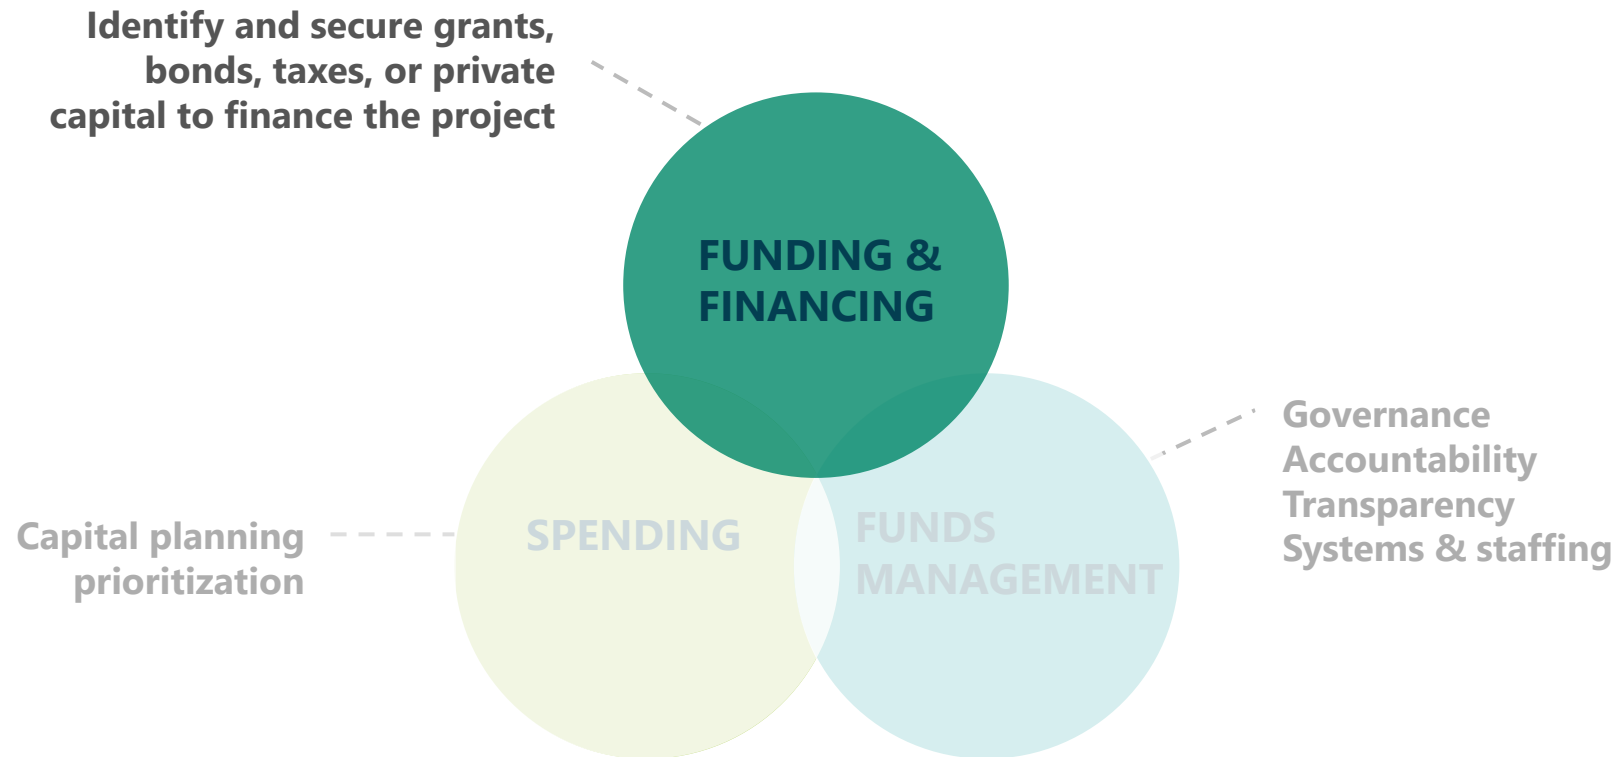 Identify and secure grants,
bonds, taxes, or private
capital to finance the project
FUNDING &
FINANCING
Governance
Accountability
Transparency
Systems & staffing
Capital planning
prioritization
SPENDING
FUNDS
MANAGEMENT